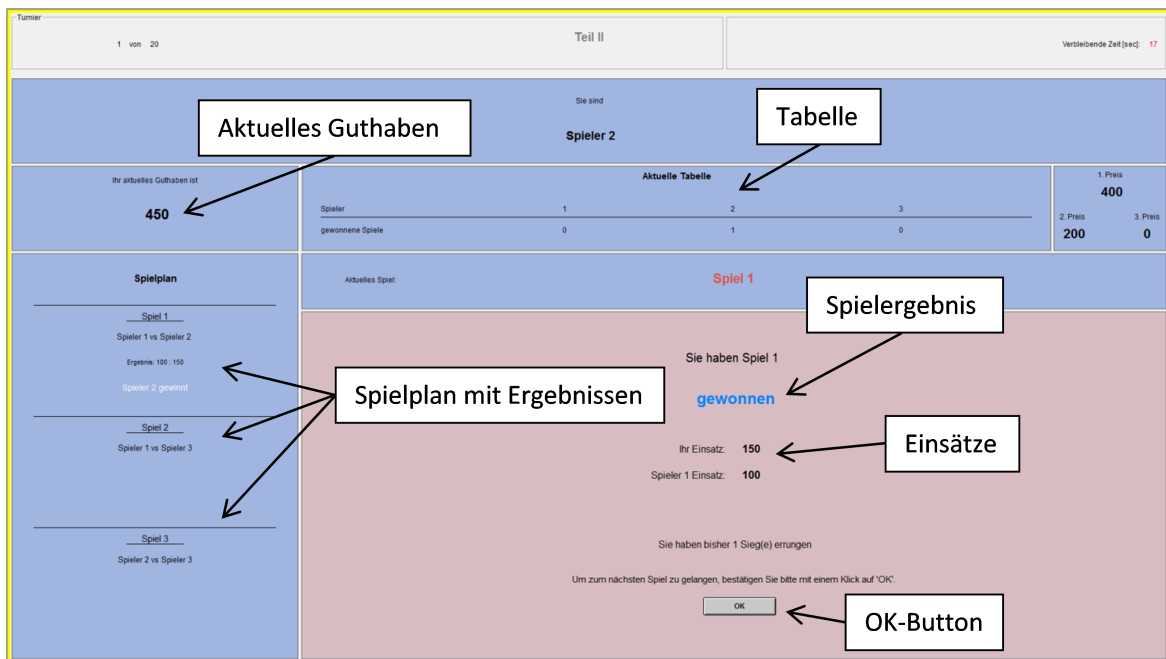 Turnier
1 von 20
Teil II
Verbleibende Zeit [sec]: 17
Sie sind
Spieler 2
Aktuelles Guthaben
Tabelle
Ihr aktuelles Guthaben ist
450
Aktuelle Tabelle
Spieler 1 2 3
gewonnene Spiele 0 1 0
1. Preis
400
2. Preis 3. Preis
200 0
Spielplan
Spiel 1
Spieler 1 vs Spieler 2
Ergebnis: 100 : 150
Spieler 2 gewinnt
Spiel 2
Spieler 1 vs Spieler 3
Spiel 3
Spieler 2 vs Spieler 3
Spielplan mit Ergebnissen
Aktuelles Spiel: Spiel 1
Spielergebnis
Sie haben Spiel 1
gewonnen
Ihr Einsatz: 150
Spieler 1 Einsatz: 100
Einsätze
Sie haben bisher 1 Sieg(e) errungen
Um zum nächsten Spiel zu gelangen, bestätigen Sie bitte mit einem Klick auf 'OK'.
OK
OK-Button